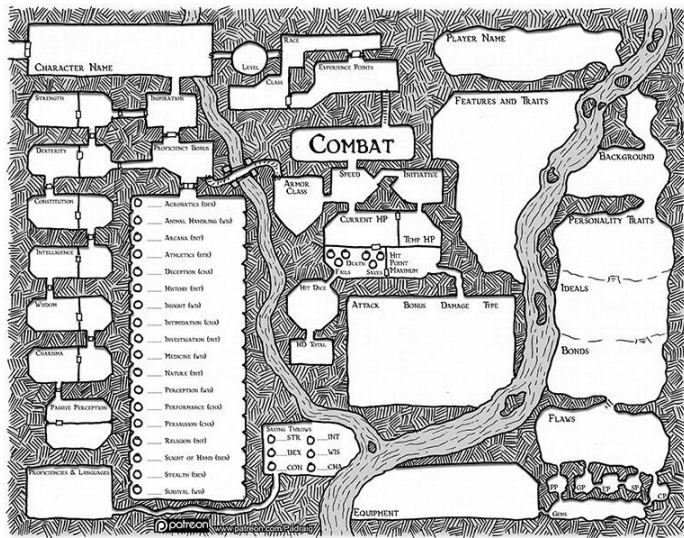 Character Name
Level
Race
Class
Experience Points
Player Name
Strength
Inspiration
Dexterity
Proficiency Bonus
Constitution
Intelligence
Wisdom
Charisma
Passive Perception
Proficiencies & Languages
Acrobatics (dex)
Animal Handling (wis)
Arcana (int)
Athletics (str)
Deception (cha)
History (int)
Insight (wis)
Intimidation (cha)
Investigation (int)
Medicine (wis)
Nature (int)
Perception (wis)
Performance (cha)
Persuasion (cha)
Religion (int)
Slight of Hand (dex)
Stealth (dex)
Survival (wis)
Combat
Speed
Initiative
Armor
Class
Current HP
Temp HP
Death
Fails
Saves
Hit
Point
Maximum
Hit Dice
HD Total
Attack Bonus Damage Type
Saving Throws
STR INT
DEX WIS
CON CHA
Features and Traits
Background
Personality Traits
Ideals
Bonds
Flaws
PP GP EP SP CP
Gems
Equipment
patreon www.patreon.com/Padraig